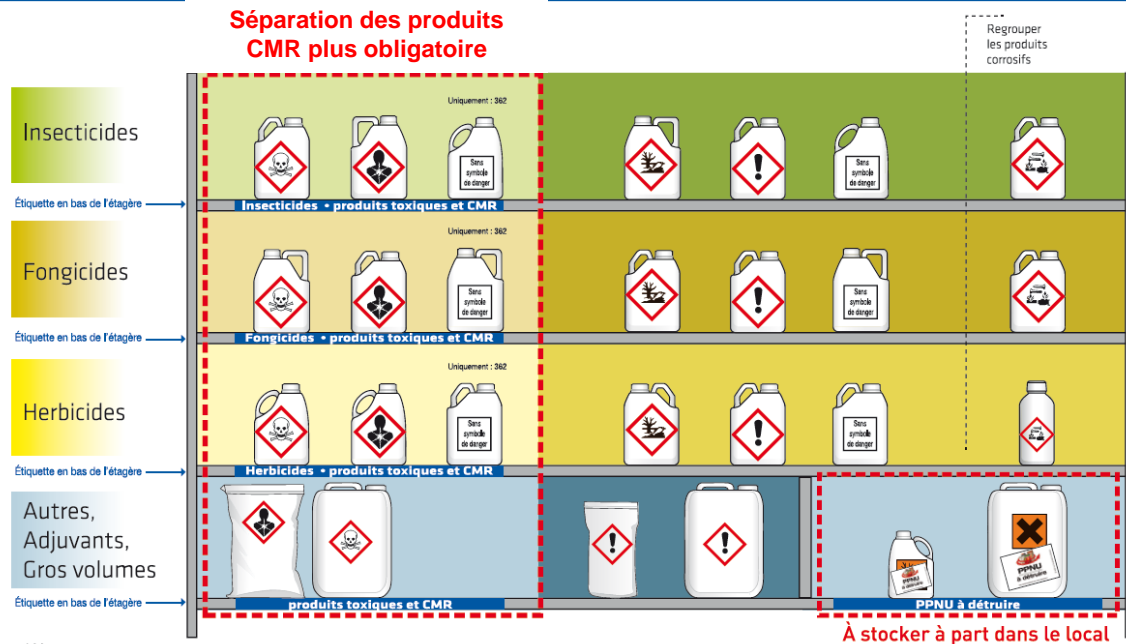 Séparation des produits
CMR plus obligatoire
Regrouper
les produits
corrosifs
Insecticides
Uniquement : 362
Sans
symbole
de danger
Sans
symbole
de danger
Étiquette en bas de l'étagère
Insecticides • produits toxiques et CMR
Fongicides
Uniquement : 362
Sans
symbole
de danger
Sans
symbole
de danger
Étiquette en bas de l'étagère
Fongicides • produits toxiques et CMR
Herbicides
Uniquement : 362
Sans
symbole
de danger
Sans
symbole
de danger
Étiquette en bas de l'étagère
Herbicides • produits toxiques et CMR
Autres,
Adjuvants,
Gros volumes
PPNU
à détruire
PPNU
à détruire
Étiquette en bas de l'étagère
produits toxiques et CMR
PPNU à détruire
À stocker à part dans le local